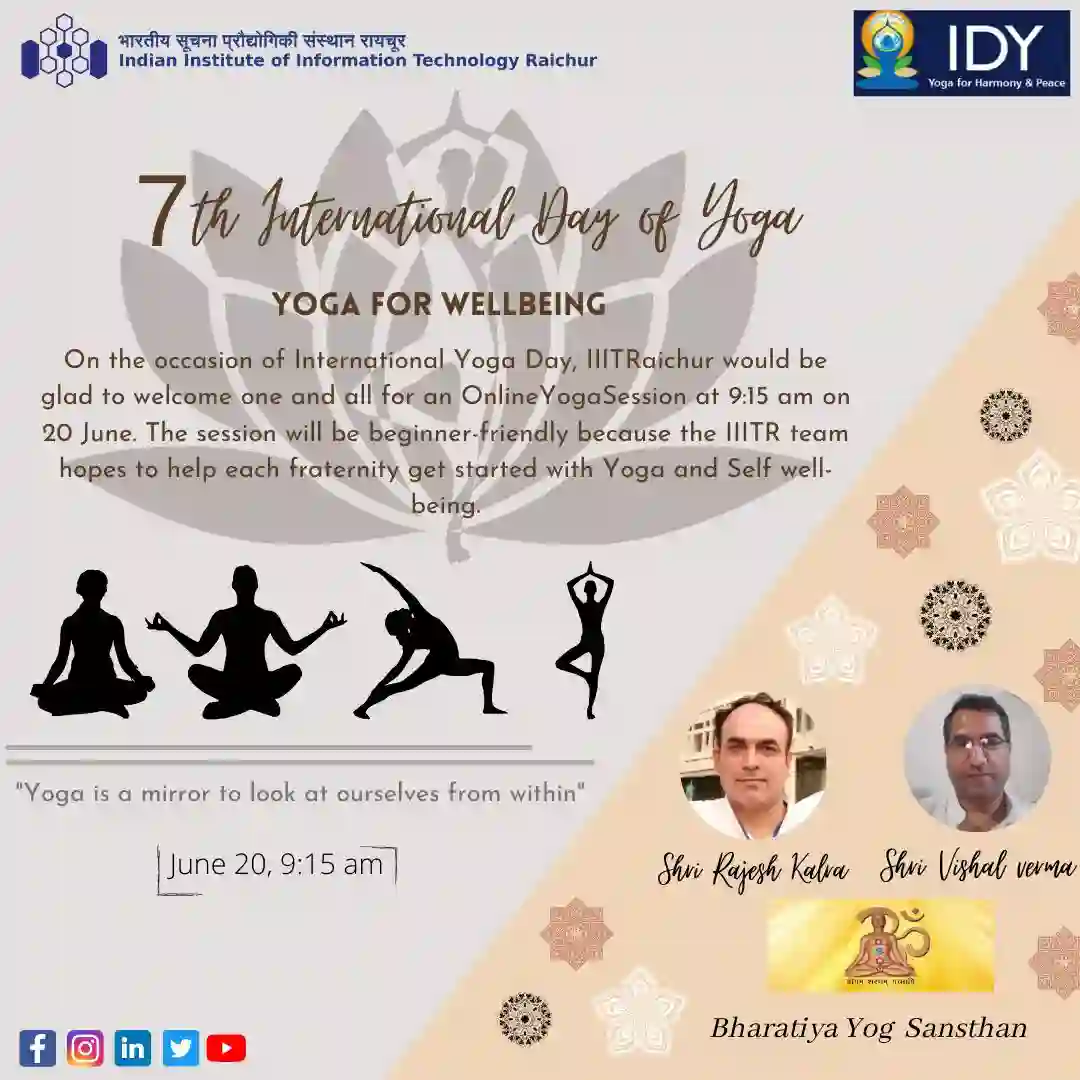 भारतीय सूचना प्रौद्योगिकी संस्थान रायचूर
Indian Institute of Information Technology Raichur
IDY
Yoga for Harmony & Peace
7th International Day of Yoga
YOGA FOR WELLBEING
On the occasion of International Yoga Day, IIITRaichur would be
glad to welcome one and all for an OnlineYogaSession at 9:15 am on
20 June. The session will be beginner-friendly because the IIITR team
hopes to help each fraternity get started with Yoga and Self well-
being.
"Yoga is a mirror to look at ourselves from within"
June 20, 9:15 am
Shri Rajesh Kalra
Shri Vishal verma
Bharatiya Yog Sansthan